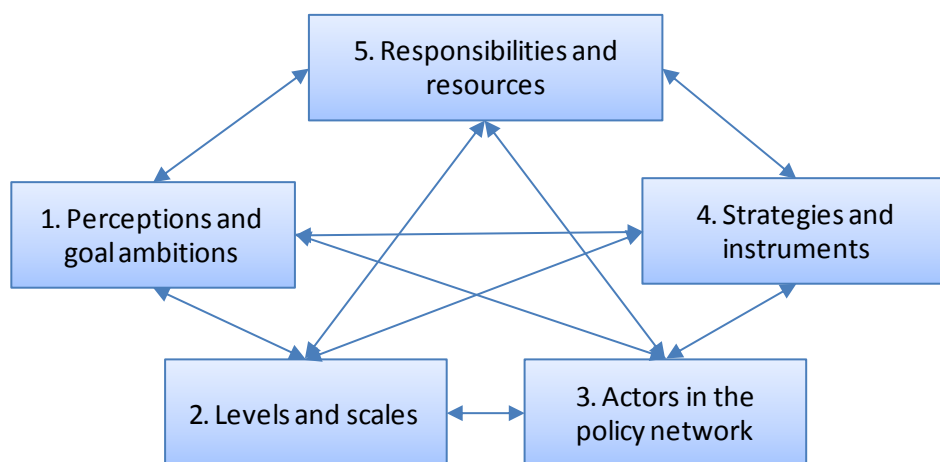 5. Responsibilities and
resources
1. Perceptions and
goal ambitions
4. Strategies and
instruments
2. Levels and scales
3. Actors in the
policy network